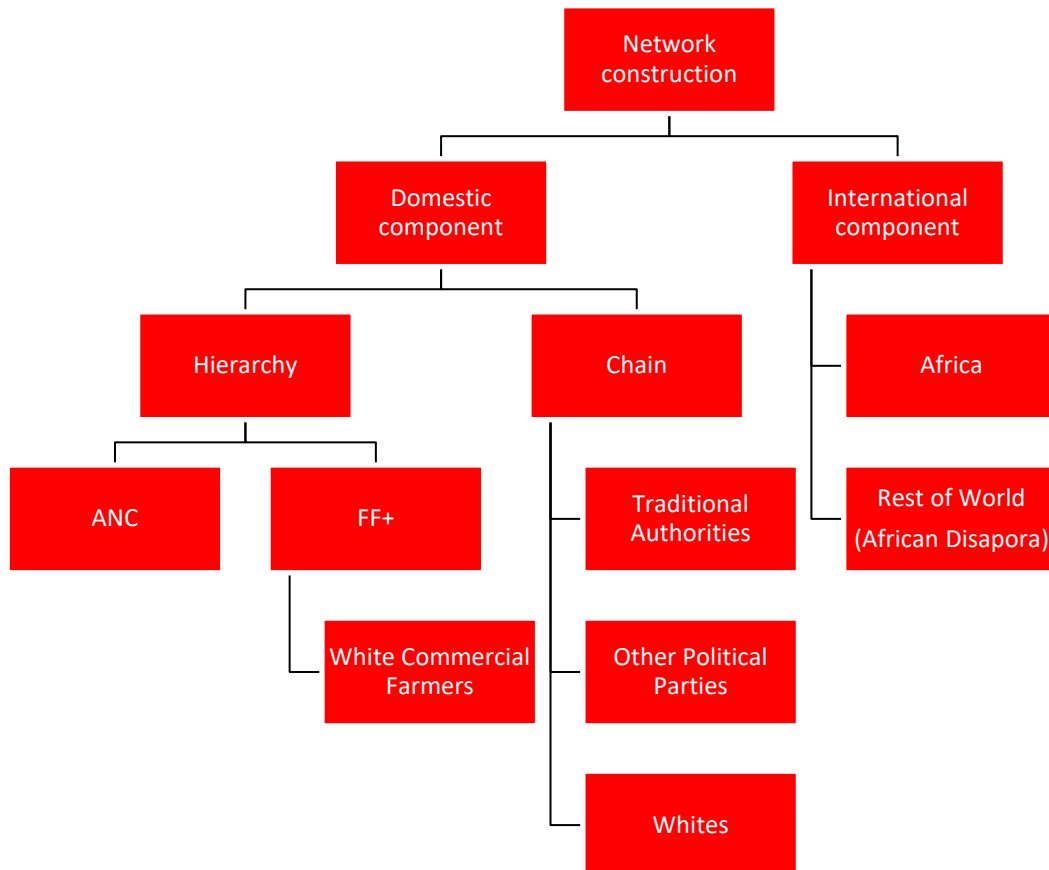 Network
construction
Domestic
component
International
component
Hierarchy
Chain
Africa
ANC
FF+
Traditional
Authorities
Rest of World
(African Disapora)
White Commercial
Farmers
Other Political
Parties
Whites